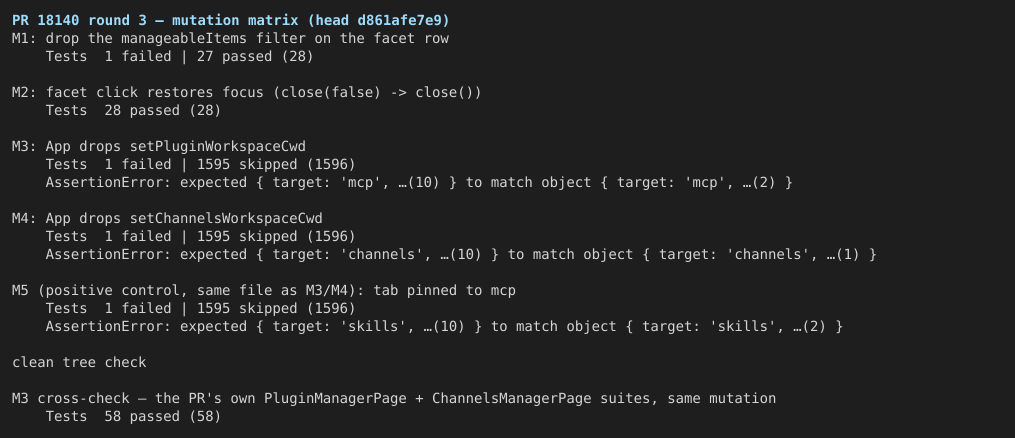 PR 18140 round 3 — mutation matrix (head d861afe7e9)
M1: drop the manageableItems filter on the facet row
Tests  1 failed | 27 passed (28)
M2: facet click restores focus (close(false) -> close())
Tests  28 passed (28)
M3: App drops setPluginWorkspaceCwd
Tests  1 failed | 1595 skipped (1596)
AssertionError: expected { target: 'mcp', …(10) } to match object { target: 'mcp', …(2) }
M4: App drops setChannelsWorkspaceCwd
Tests  1 failed | 1595 skipped (1596)
AssertionError: expected { target: 'channels', …(10) } to match object { target: 'channels', …(1) }
M5 (positive control, same file as M3/M4): tab pinned to mcp
Tests  1 failed | 1595 skipped (1596)
AssertionError: expected { target: 'skills', …(10) } to match object { target: 'skills', …(2) }
clean tree check
M3 cross-check — the PR's own PluginManagerPage + ChannelsManagerPage suites, same mutation
Tests  58 passed (58)